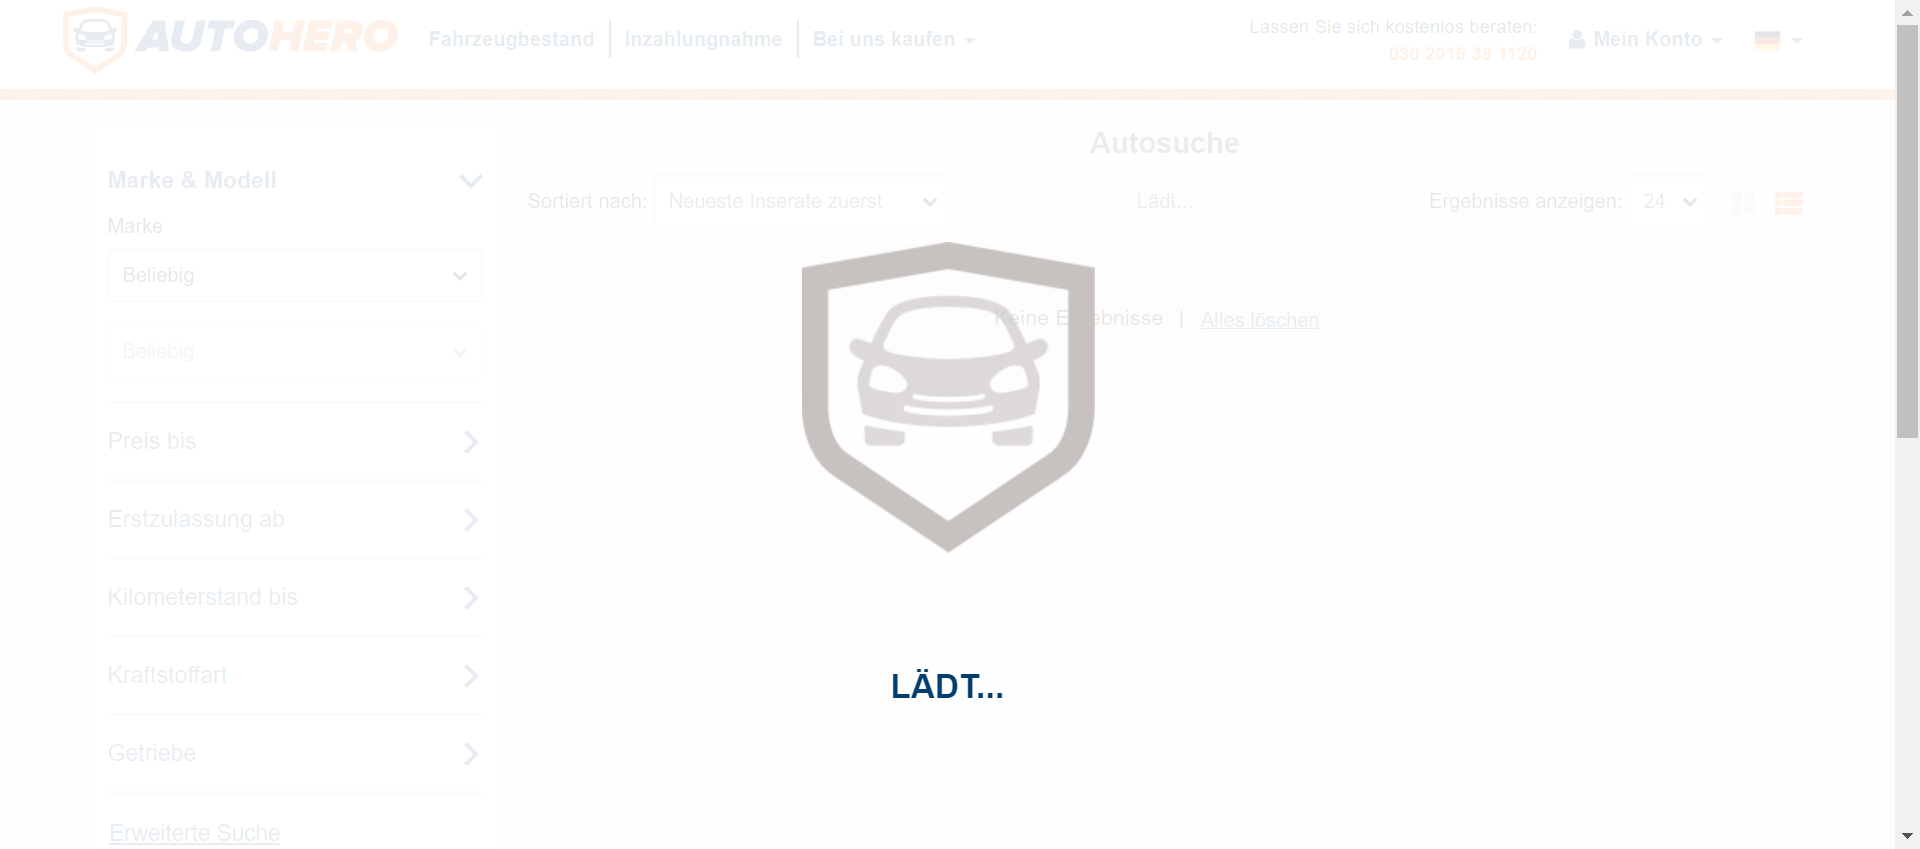 AUTOHERO
Fahrzeugbestand
Inzahlungnahme
Bei uns kaufen
Lassen Sie sich kostenlos beraten:
030 2016 38 1120
Mein Konto
Autosuche
Marke & Modell
Marke
Beliebig
Beliebig
Preis bis
Erstzulassung ab
Kilometerstand bis
Kraftstoffart
Getriebe
Erweiterte Suche
Sortiert nach:
Neueste Inserate zuerst
Lädt...
Ergebnisse anzeigen:
24
Keine Ergebnisse | Alles löschen
LÄDT...